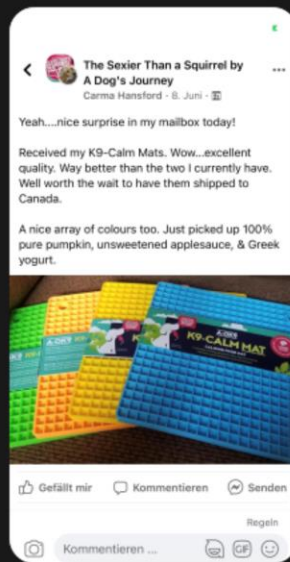 The Sexier Than a Squirrel by
A Dog's Journey
Carma Hansford · 8. Juni ·
Yeah....nice surprise in my mailbox today!
Received my K9-Calm Mats. Wow...excellent
quality. Way better than the two I currently have.
Well worth the wait to have them shipped to
Canada.
A nice array of colours too. Just picked up 100%
pure pumpkin, unsweetened applesauce, & Greek
yogurt.
K9-CALM MAT
Gefällt mir
Kommentieren
Senden
Regeln
Kommentieren ...
GIF